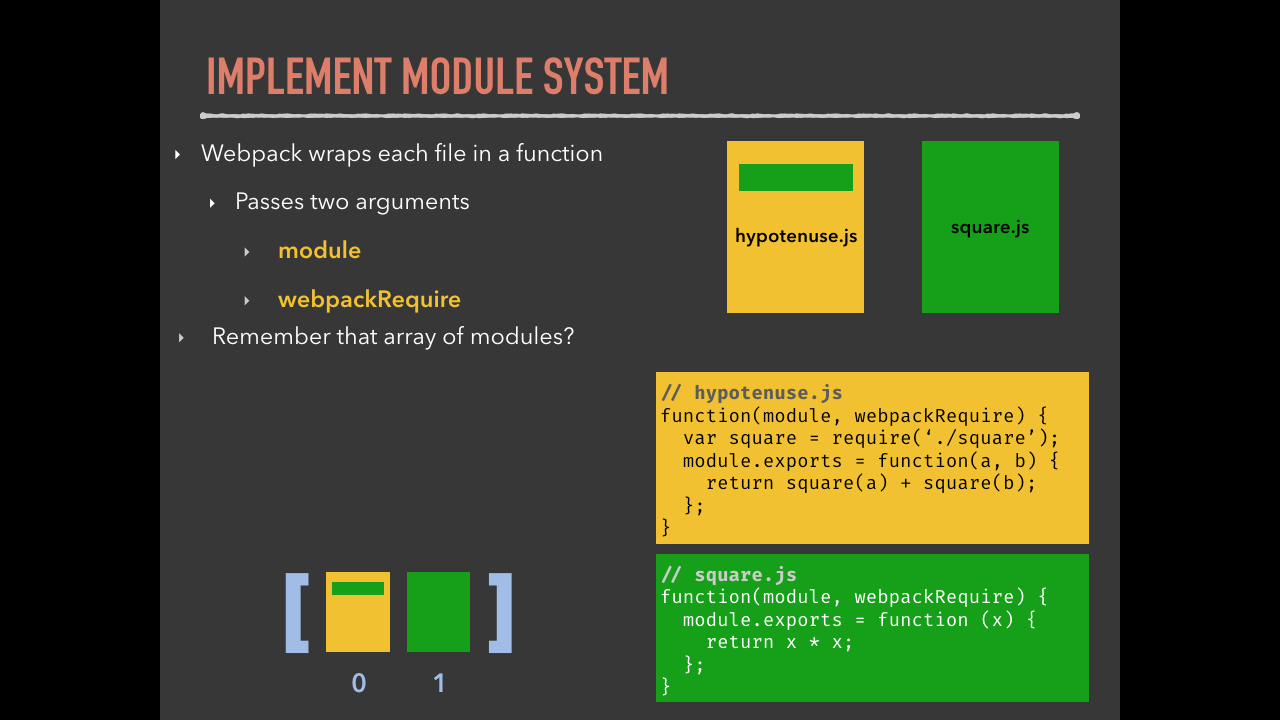 IMPLEMENT MODULE SYSTEM
Webpack wraps each file in a function
Passes two arguments
module
webpackRequire
Remember that array of modules?
hypotenuse.js
square.js
// hypotenuse.js
function(module, webpackRequire) {
  var square = require(‘./square’);
  module.exports = function(a, b) {
    return square(a) + square(b);
  };
}
// square.js
function(module, webpackRequire) {
  module.exports = function (x) {
    return x * x;
  };
}
[ ]
0 1